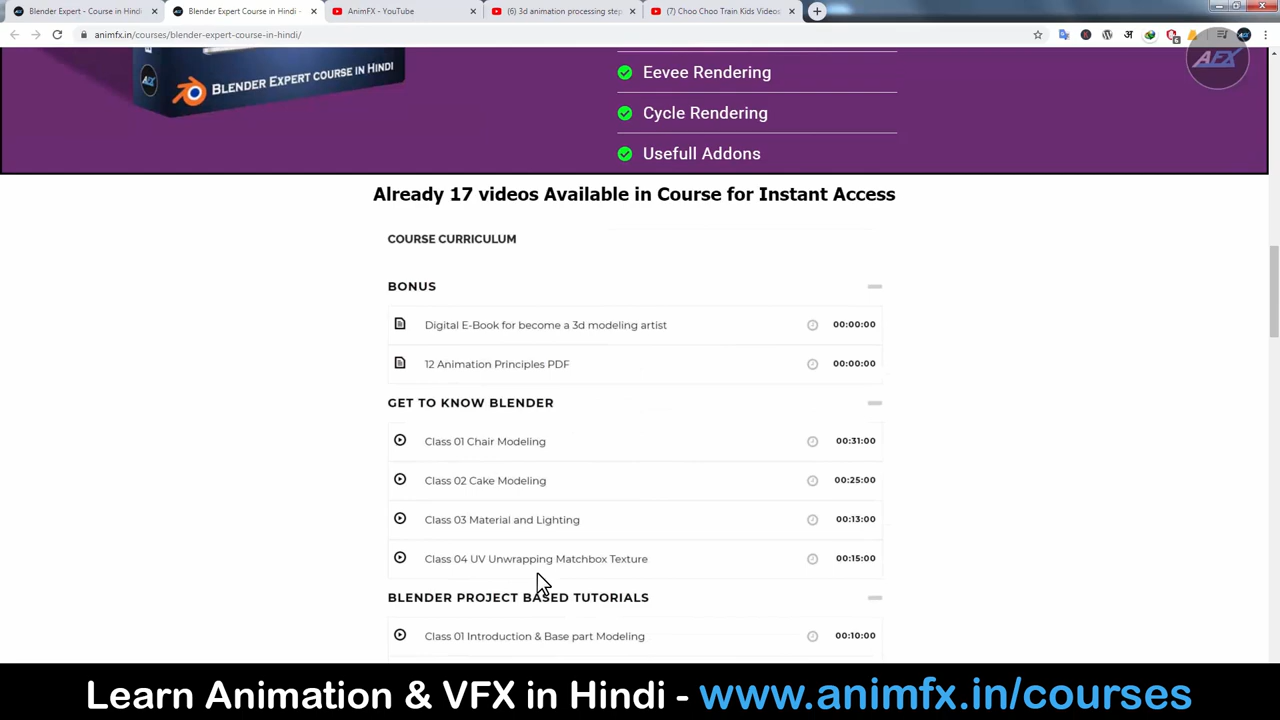 Blender Expert - Course in Hindi
Blender Expert Course in Hindi -
AnimFX - YouTube
(6) 3d animation processing step
(7) Choo Choo Train Kids Videos
animfx.in/courses/blender-expert-course-in-hindi/
AFX
BLENDER EXPERT COURSE IN HINDI
Eevee Rendering
Cycle Rendering
Usefull Addons
AFX
Already 17 videos Available in Course for Instant Access
COURSE CURRICULUM
BONUS
Digital E-Book for become a 3d modeling artist 00:00:00
12 Animation Principles PDF 00:00:00
GET TO KNOW BLENDER
Class 01 Chair Modeling 00:31:00
Class 02 Cake Modeling 00:25:00
Class 03 Material and Lighting 00:13:00
Class 04 UV Unwrapping Matchbox Texture 00:15:00
BLENDER PROJECT BASED TUTORIALS
Class 01 Introduction & Base part Modeling 00:10:00
Learn Animation & VFX in Hindi - www.animfx.in/courses